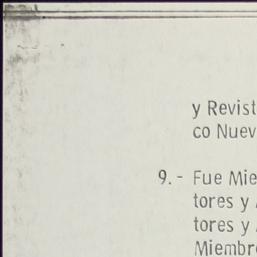 y Revist
co Nuev
9.- Fue Mie
tores y
tores y
Miembr